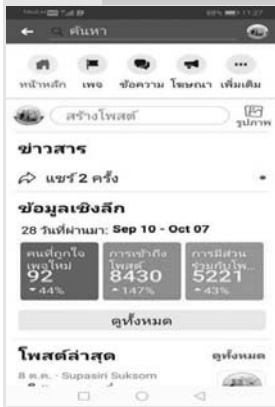 69% 11:27
ค้นหา
หน้าหลัก เพจ ข้อความ โฆษณา เพิ่มเติม
สร้างโพสต์ รูปภาพ
ข่าวสาร
แชร์ 2 ครั้ง
ข้อมูลเชิงลึก
28 วันที่ผ่านมา: Sep 10 - Oct 07
คนที่ถูกใจ การเข้าถึง การมีส่วน
เพจใหม่ โพสต์ ร่วมกับโพ...
92 8430 5221
44% 147% 43%
ดูทั้งหมด
โพสต์ล่าสุด ดูทั้งหมด
8 ต.ค. · Supasiri Suksom